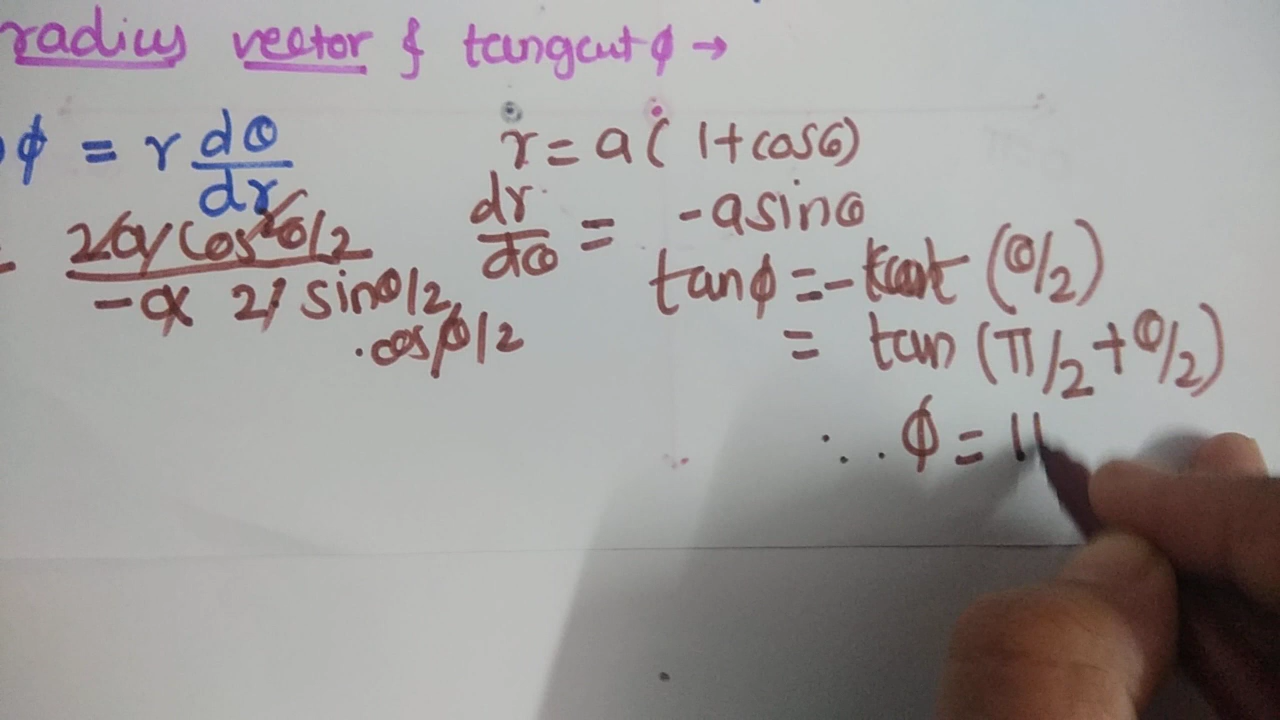 radius vector & tangent ϕ →
ϕ = r dθ/dr
r = a(1+cosθ)
dr/dθ = -a sinθ
= 2a cos²θ/2 / -a 2 sinθ/2 . cosθ/2
tanϕ = - cot (θ/2)
= tan (π/2 + θ/2)
∴ ϕ =